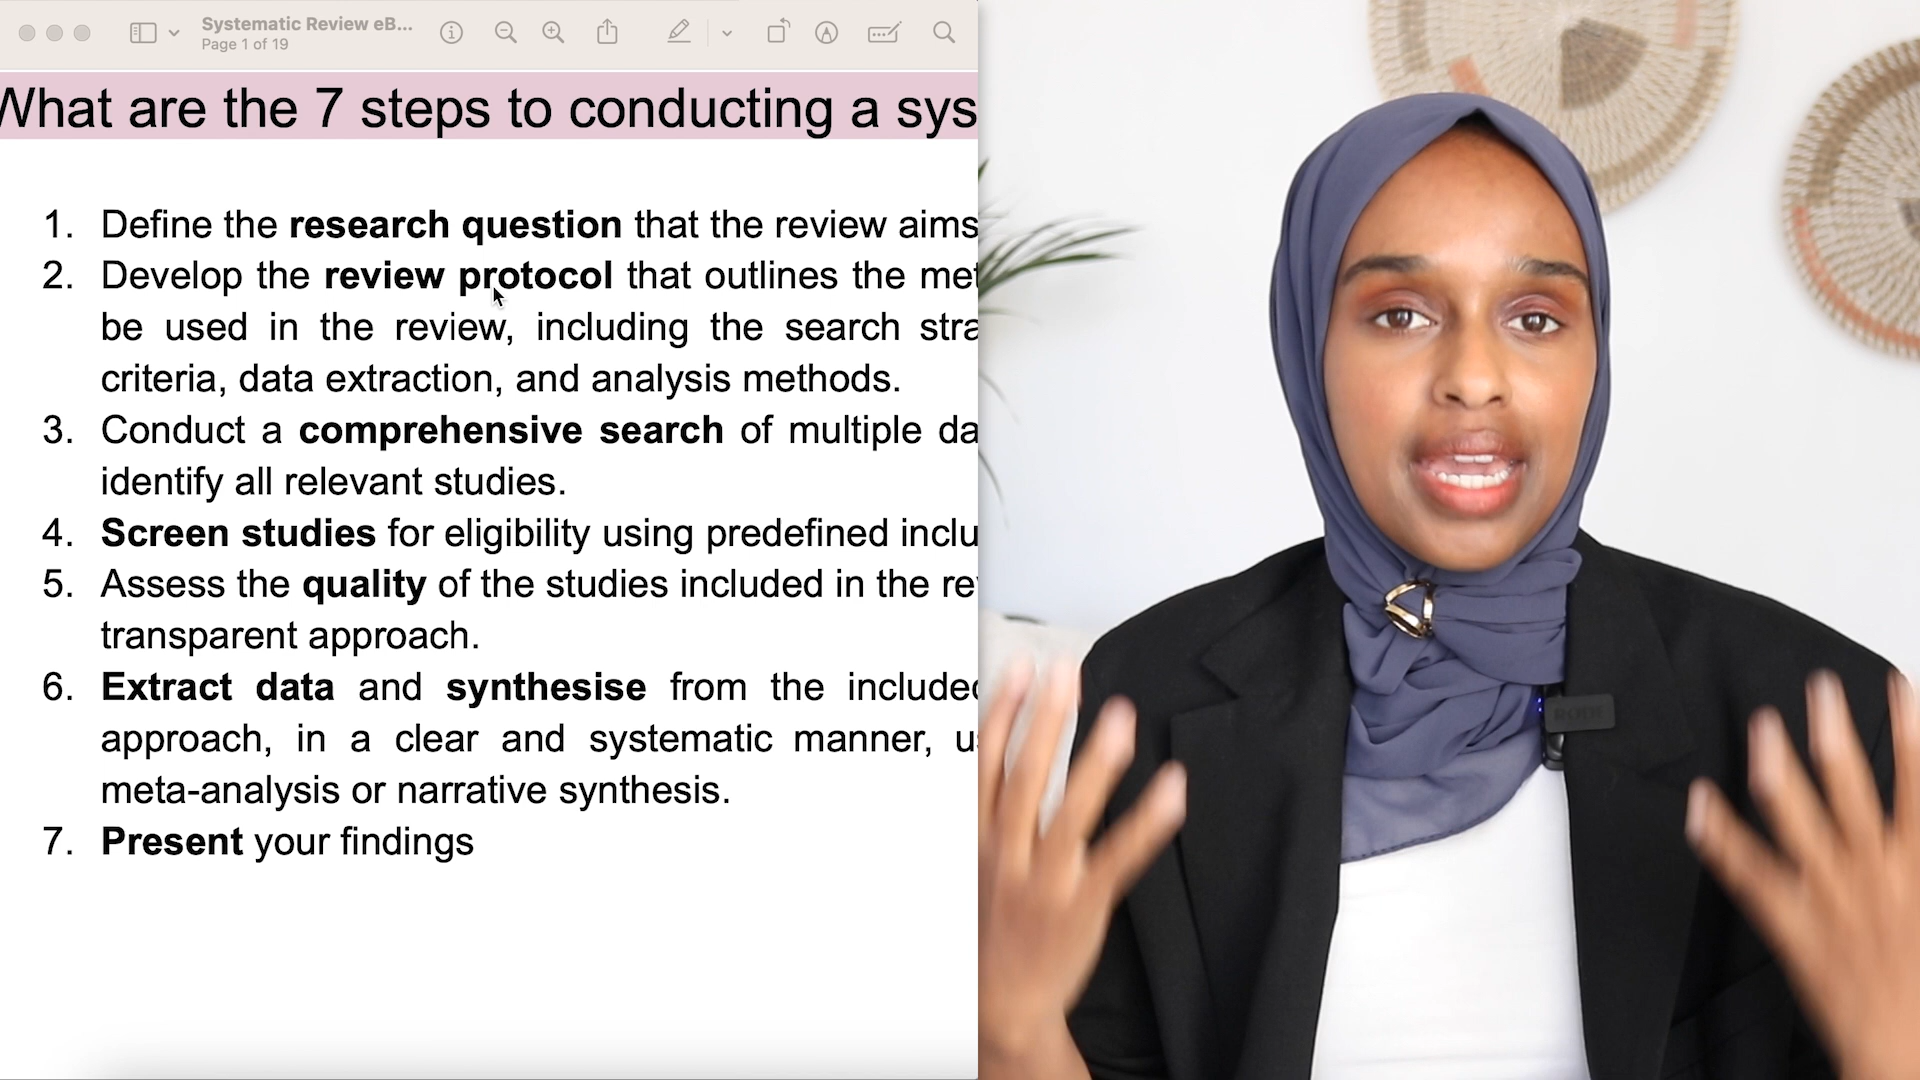 Systematic Review eB...
Page 1 of 19
What are the 7 steps to conducting a sys
1. Define the research question that the review aims
2. Develop the review protocol that outlines the met
be used in the review, including the search stra
criteria, data extraction, and analysis methods.
3. Conduct a comprehensive search of multiple da
identify all relevant studies.
4. Screen studies for eligibility using predefined inclu
5. Assess the quality of the studies included in the re
transparent approach.
6. Extract data and synthesise from the included
approach, in a clear and systematic manner, us
meta-analysis or narrative synthesis.
7. Present your findings
RODE